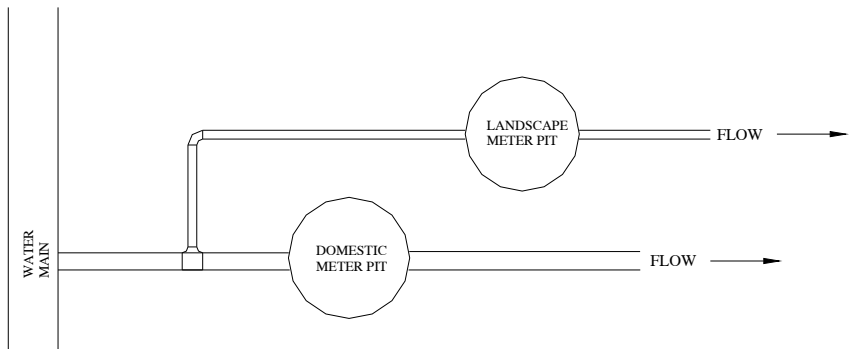 LANDSCAPE
METER PIT
FLOW
DOMESTIC
METER PIT
FLOW
WATER
MAIN